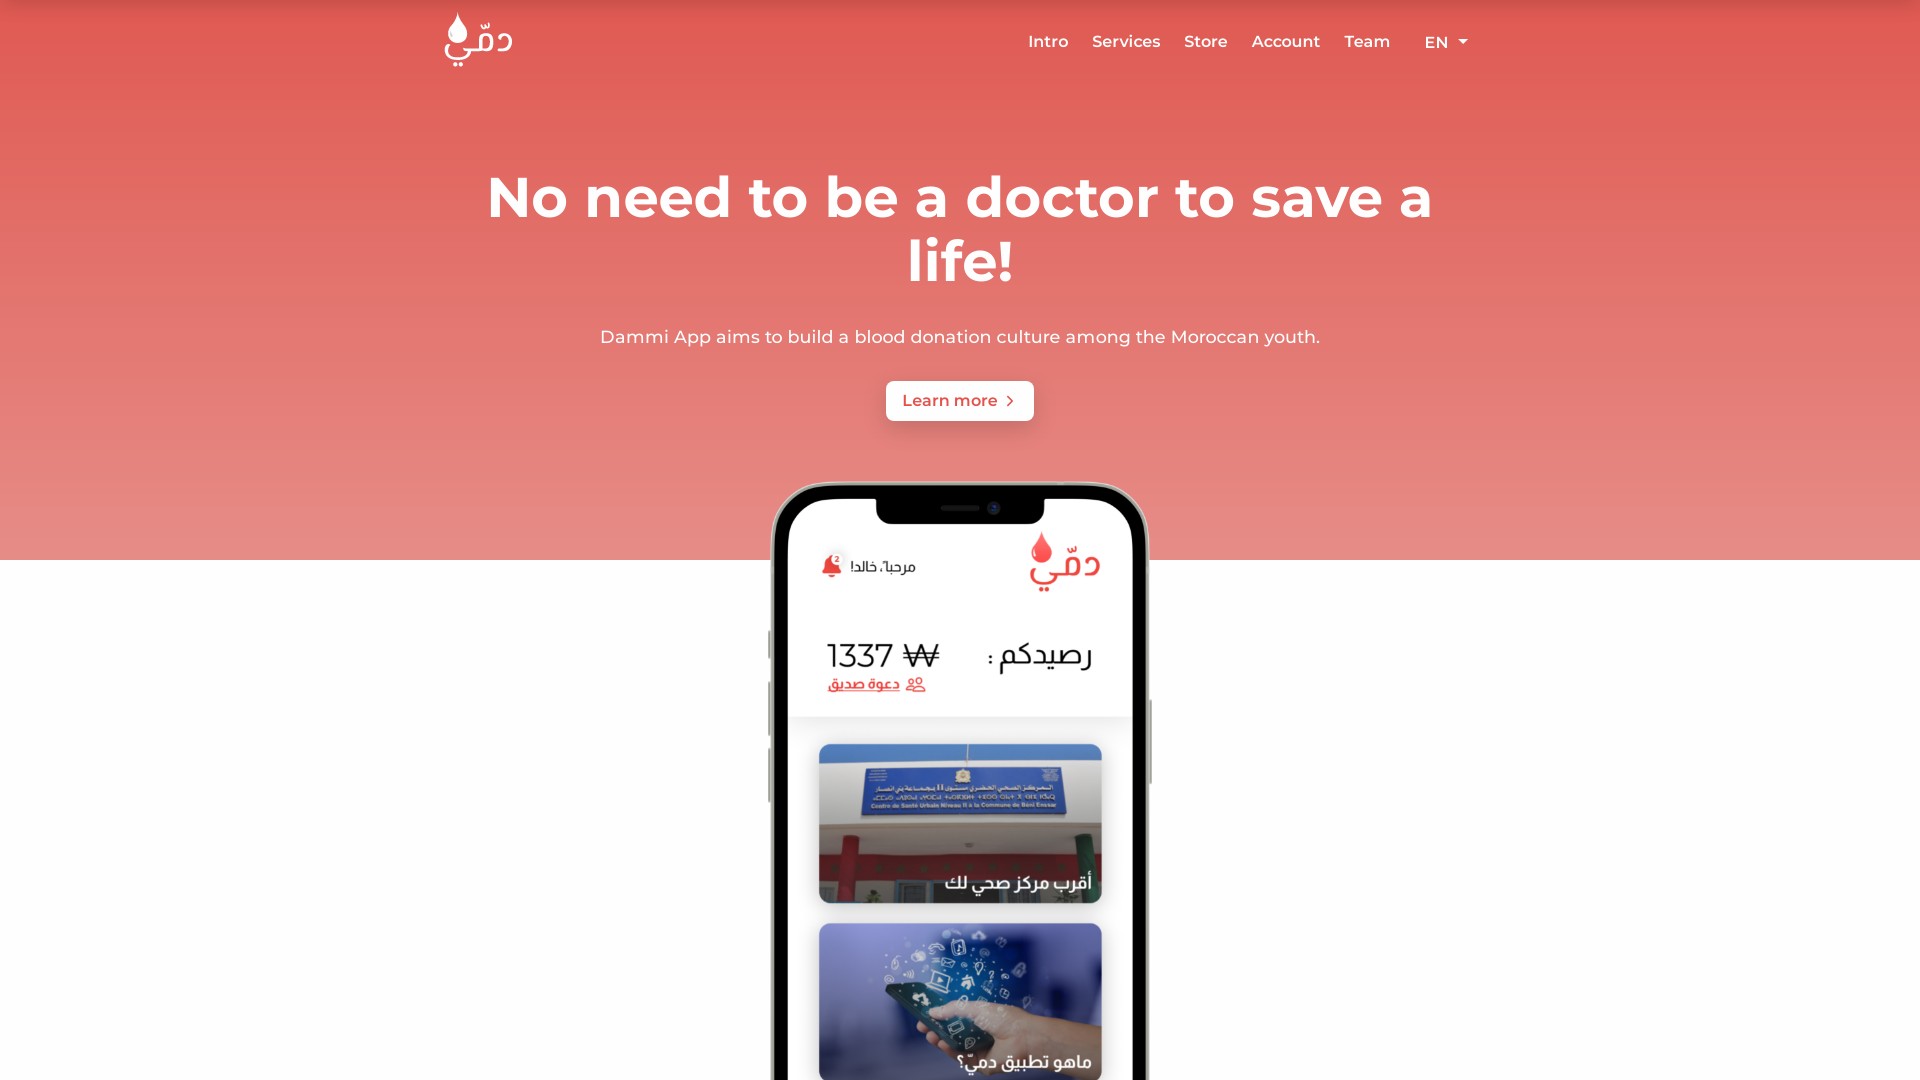 دمّي
Intro Services Store Account Team EN
No need to be a doctor to save a
life!
Dammi App aims to build a blood donation culture among the Moroccan youth.
Learn more
دمّي
مرحباً، خالد!
2
رصيدكم :
1337 ₩
دعوة صديق
المركز الصحي الحضري مستوى II بجماعة بني انصار
Centre de Santé Urbain Niveau II à la Commune de Bani Enssar
أقرب مركز صحي لك
ماهو تطبيق دميّ؟